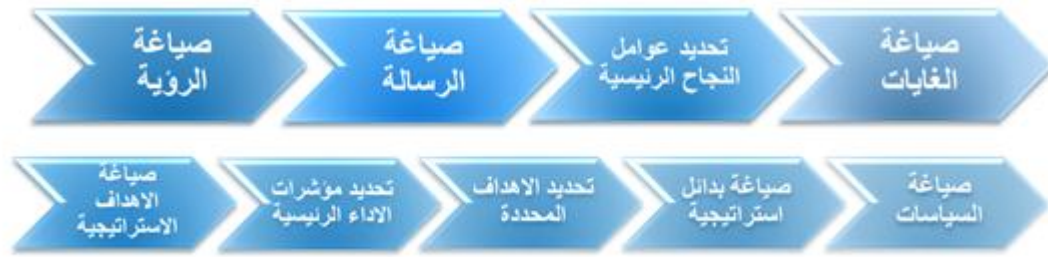 صياغة
الرؤية
صياغة
الرسالة
تحديد عوامل
النجاح الرئيسية
صياغة
الغايات
صياغة
الاهداف
الاستراتيجية
تحديد مؤشرات
الاداء الرئيسية
تحديد الاهداف
المحددة
صياغة بدائل
استراتيجية
صياغة
السياسات